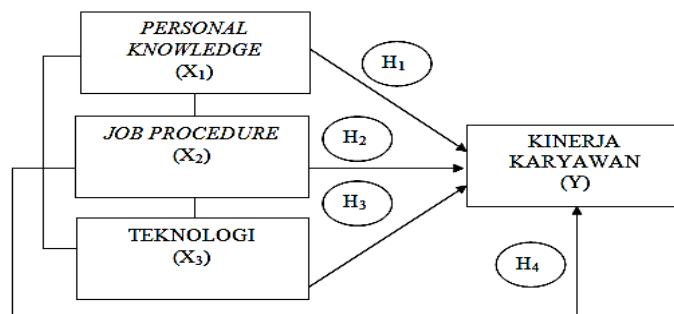 PERSONAL
KNOWLEDGE
(X₁)
H₁
JOB PROCEDURE
(X₂)
H₂
KINERJA
KARYAWAN
(Y)
H₃
TEKNOLOGI
(X₃)
H₄